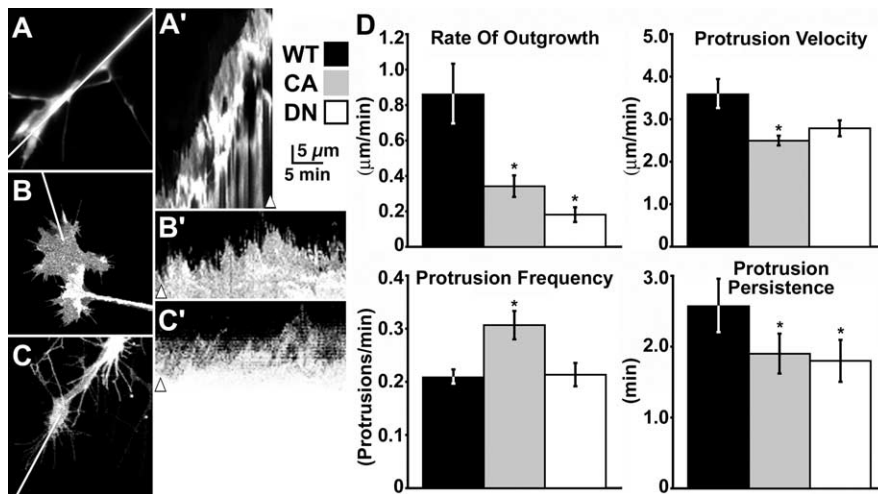 A
A'
WT
CA
DN
5 µm
5 min
B
B'
C
C'
D
Rate Of Outgrowth
1.2
1.0
0.8
0.6
0.4
0.2
0
(µm/min)
*
*
Protrusion Velocity
5.0
4.0
3.0
2.0
1.0
0
(µm/min)
*
Protrusion Frequency
0.4
0.3
0.2
0.1
0
(Protrusions/min)
*
Protrusion
Persistence
3.0
2.0
1.0
0
(min)
*
*